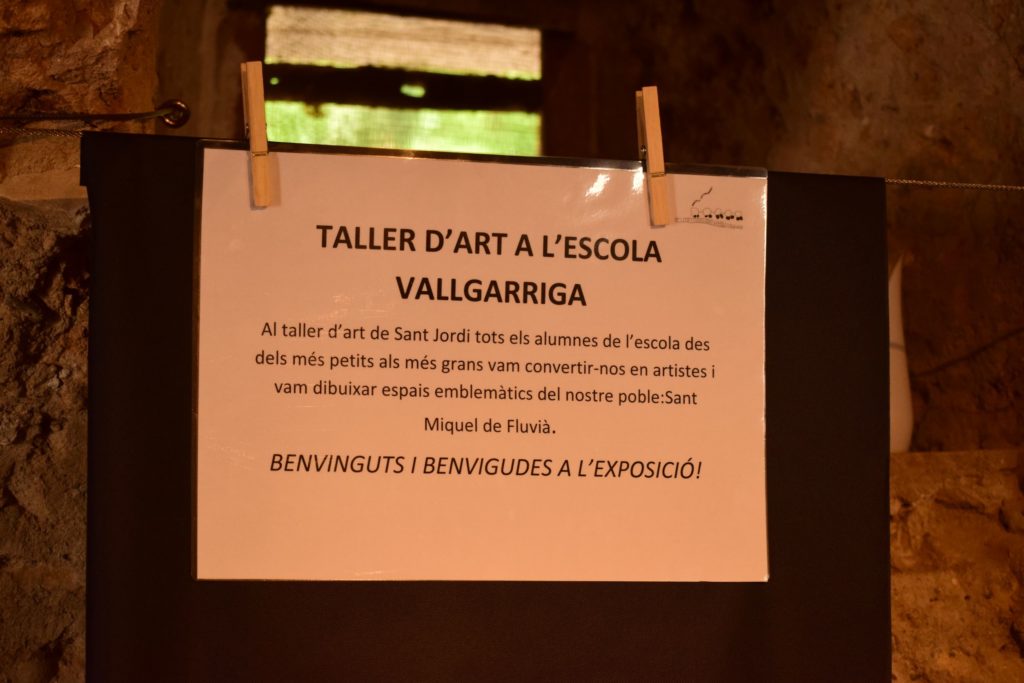 TALLER D'ART A L'ESCOLA
VALLGARRIGA
Al taller d'art de Sant Jordi tots els alumnes de l'escola des
dels més petits als més grans vam convertir-nos en artistes i
vam dibuixar espais emblemàtics del nostre poble:Sant
Miquel de Fluvià.
BENVINGUTS I BENVIGUDES A L'EXPOSICIÓ!